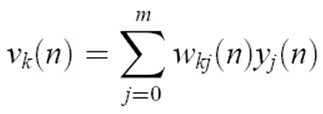 v_k(n) = \sum_{j=0}^{m} w_{kj}(n) y_j(n)